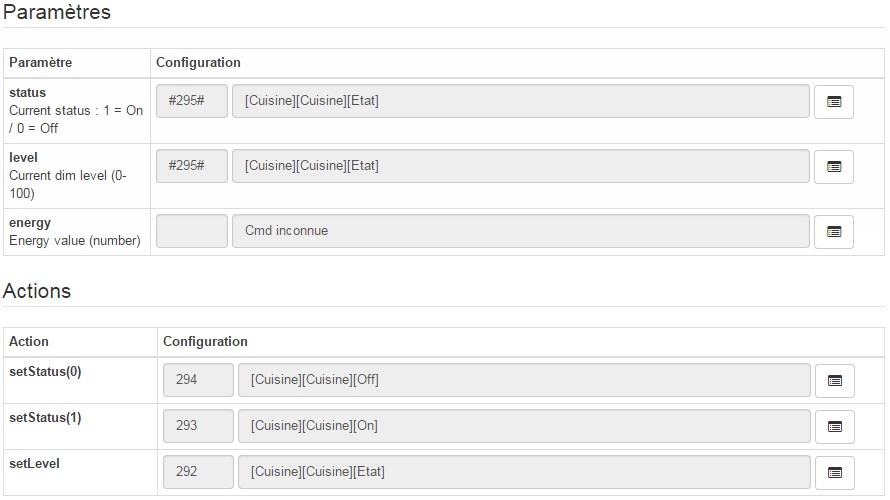 Paramètres
Paramètre Configuration
status
Current status : 1 = On
/ 0 = Off
#295# [Cuisine][Cuisine][Etat]
level
Current dim level (0-
100)
#295# [Cuisine][Cuisine][Etat]
energy
Energy value (number)
Cmd inconnue
Actions
Action Configuration
setStatus(0) 294 [Cuisine][Cuisine][Off]
setStatus(1) 293 [Cuisine][Cuisine][On]
setLevel 292 [Cuisine][Cuisine][Etat]